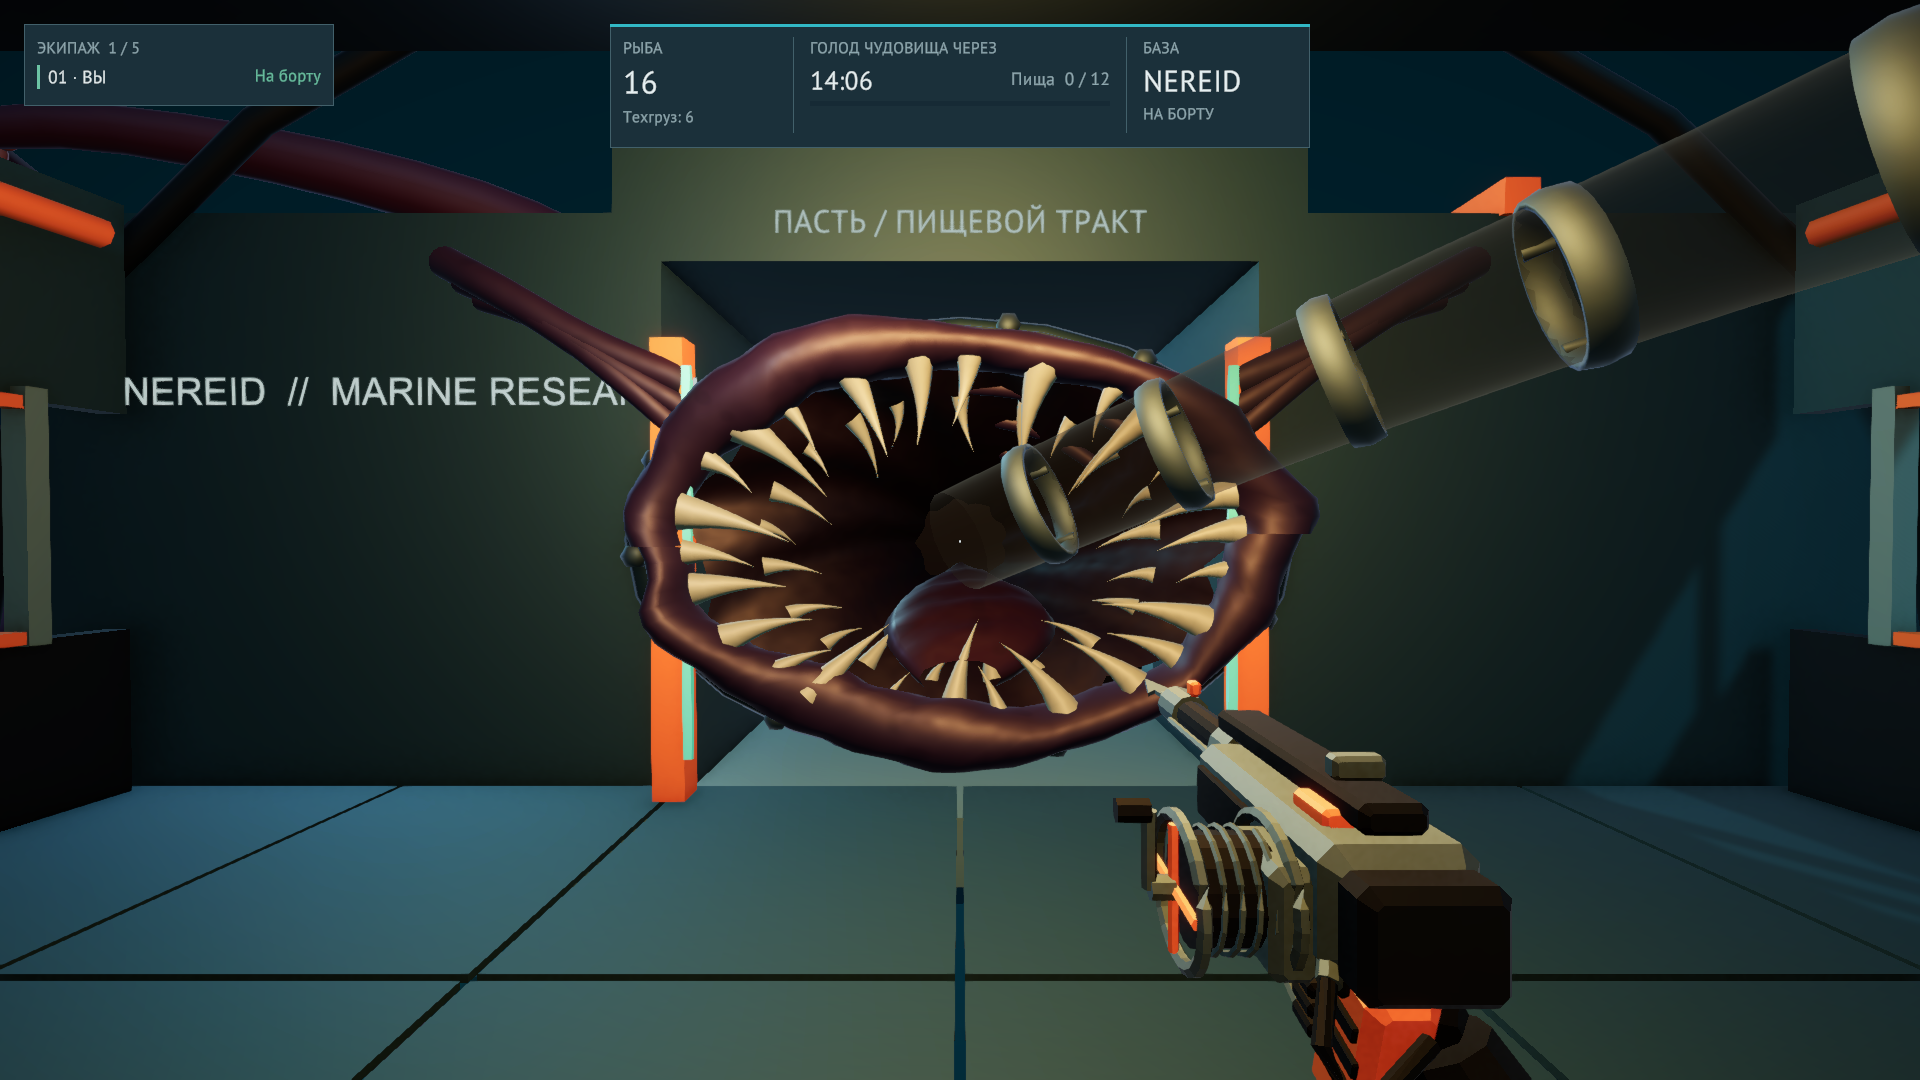 ЭКИПАЖ 1 / 5
01 · ВЫ
На борту
РЫБА
16
Техгруз: 6
ГОЛОД ЧУДОВИЩА ЧЕРЕЗ
14:06
Пища 0 / 12
БАЗА
NEREID
НА БОРТУ
ПАСТЬ / ПИЩЕВОЙ ТРАКТ
NEREID // MARINE RESEA